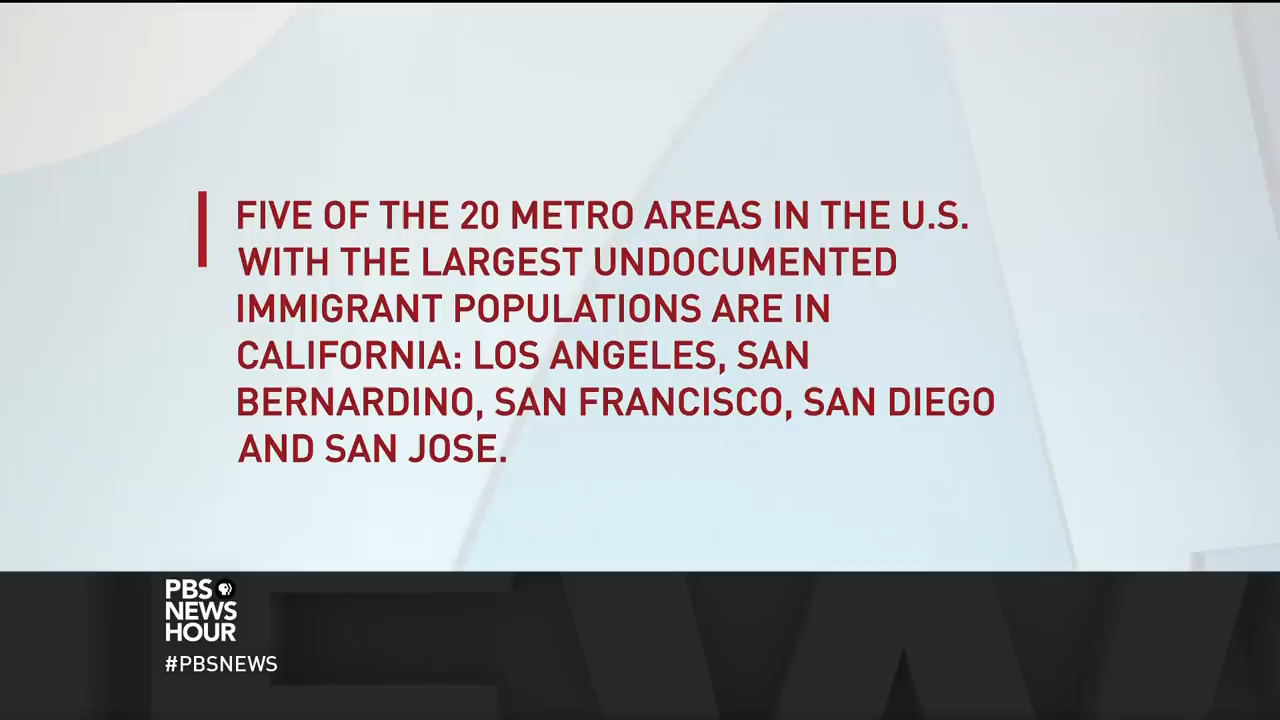 FIVE OF THE 20 METRO AREAS IN THE U.S.
WITH THE LARGEST UNDOCUMENTED
IMMIGRANT POPULATIONS ARE IN
CALIFORNIA: LOS ANGELES, SAN
BERNARDINO, SAN FRANCISCO, SAN DIEGO
AND SAN JOSE.
PBS
NEWS
HOUR
#PBSNEWS